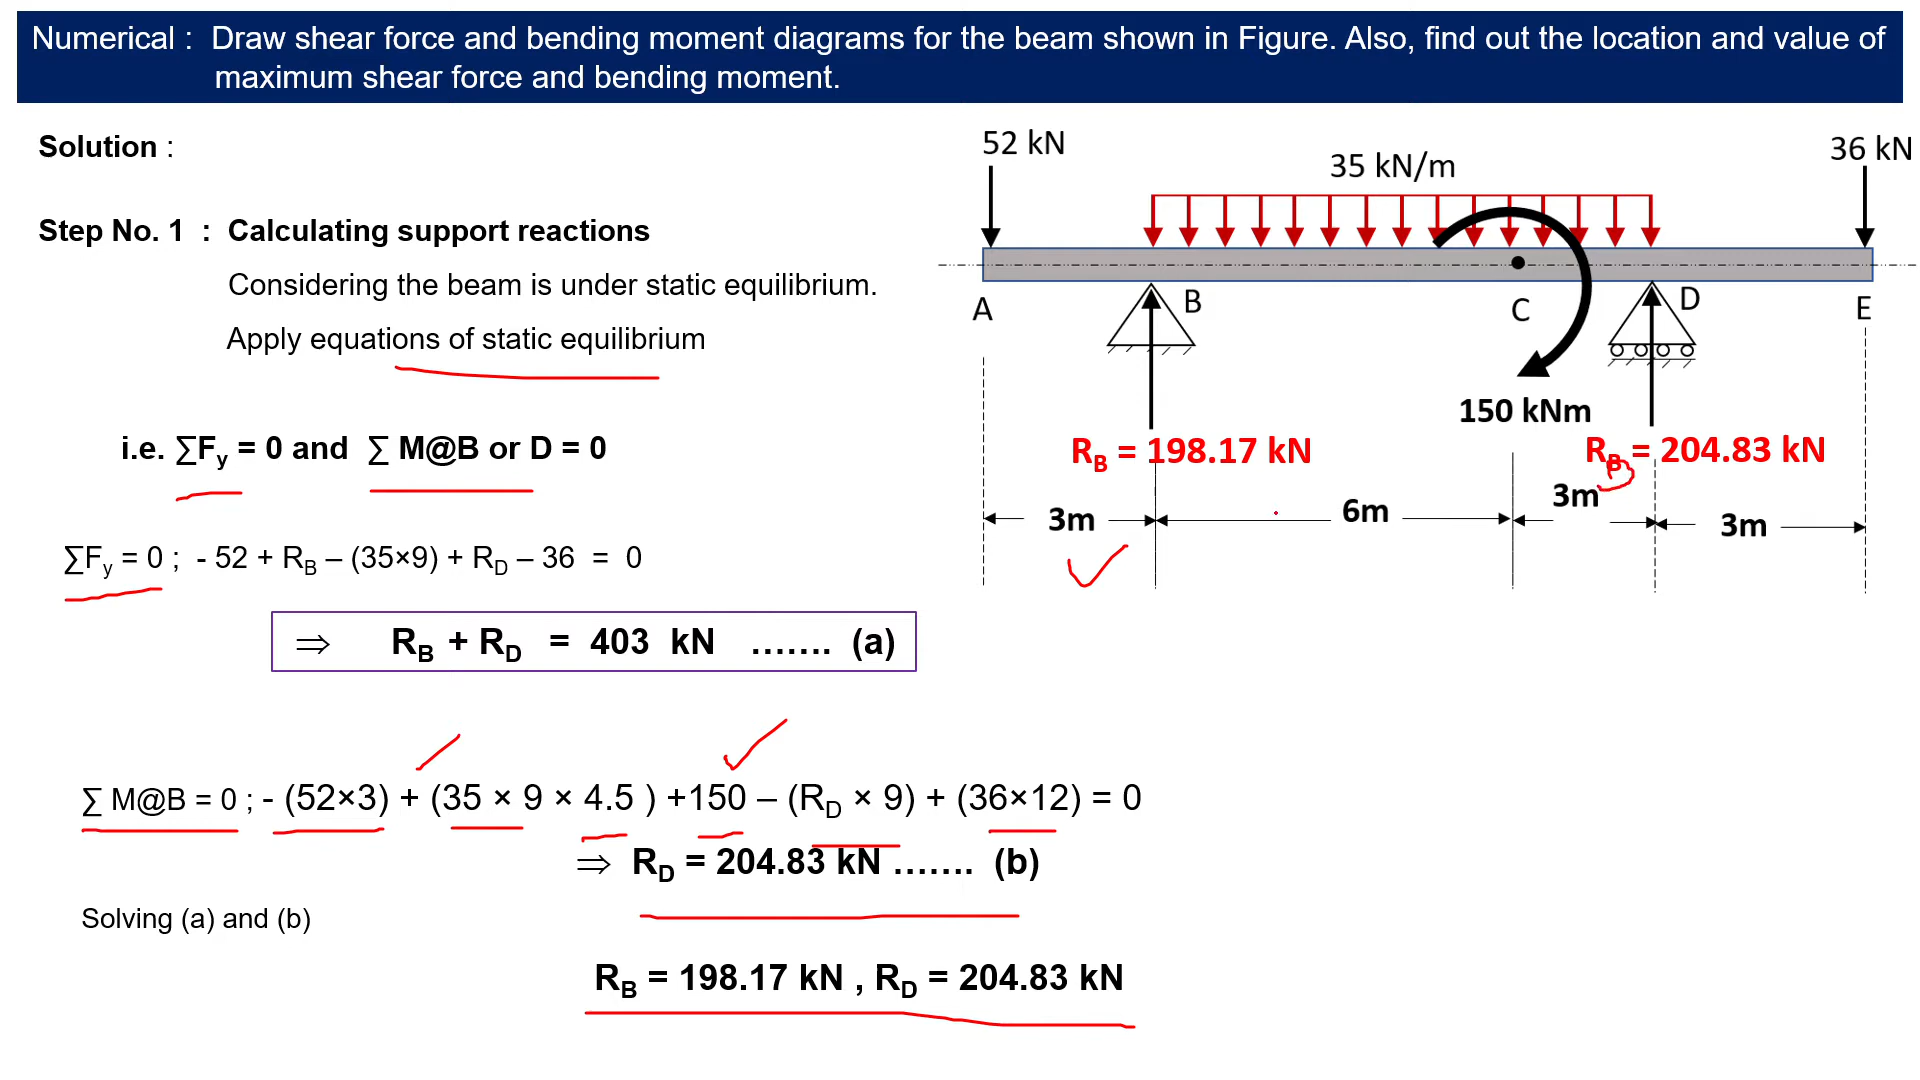 Numerical : Draw shear force and bending moment diagrams for the beam shown in Figure. Also, find out the location and value of
maximum shear force and bending moment.
Solution :
Step No. 1 : Calculating support reactions
Considering the beam is under static equilibrium.
Apply equations of static equilibrium
i.e. ∑Fy = 0 and ∑ M@B or D = 0
∑Fy = 0 ; - 52 + RB – (35×9) + RD – 36 = 0
⇒ RB + RD = 403 kN ……. (a)
∑ M@B = 0 ; - (52×3) + (35 × 9 × 4.5 ) +150 – (RD × 9) + (36×12) = 0
⇒ RD = 204.83 kN ……. (b)
Solving (a) and (b)
RB = 198.17 kN , RD = 204.83 kN
52 kN
35 kN/m
36 kN
A
B
C
D
E
150 kNm
RB = 198.17 kN
RB = 204.83 kN
3m
6m
3m
3m